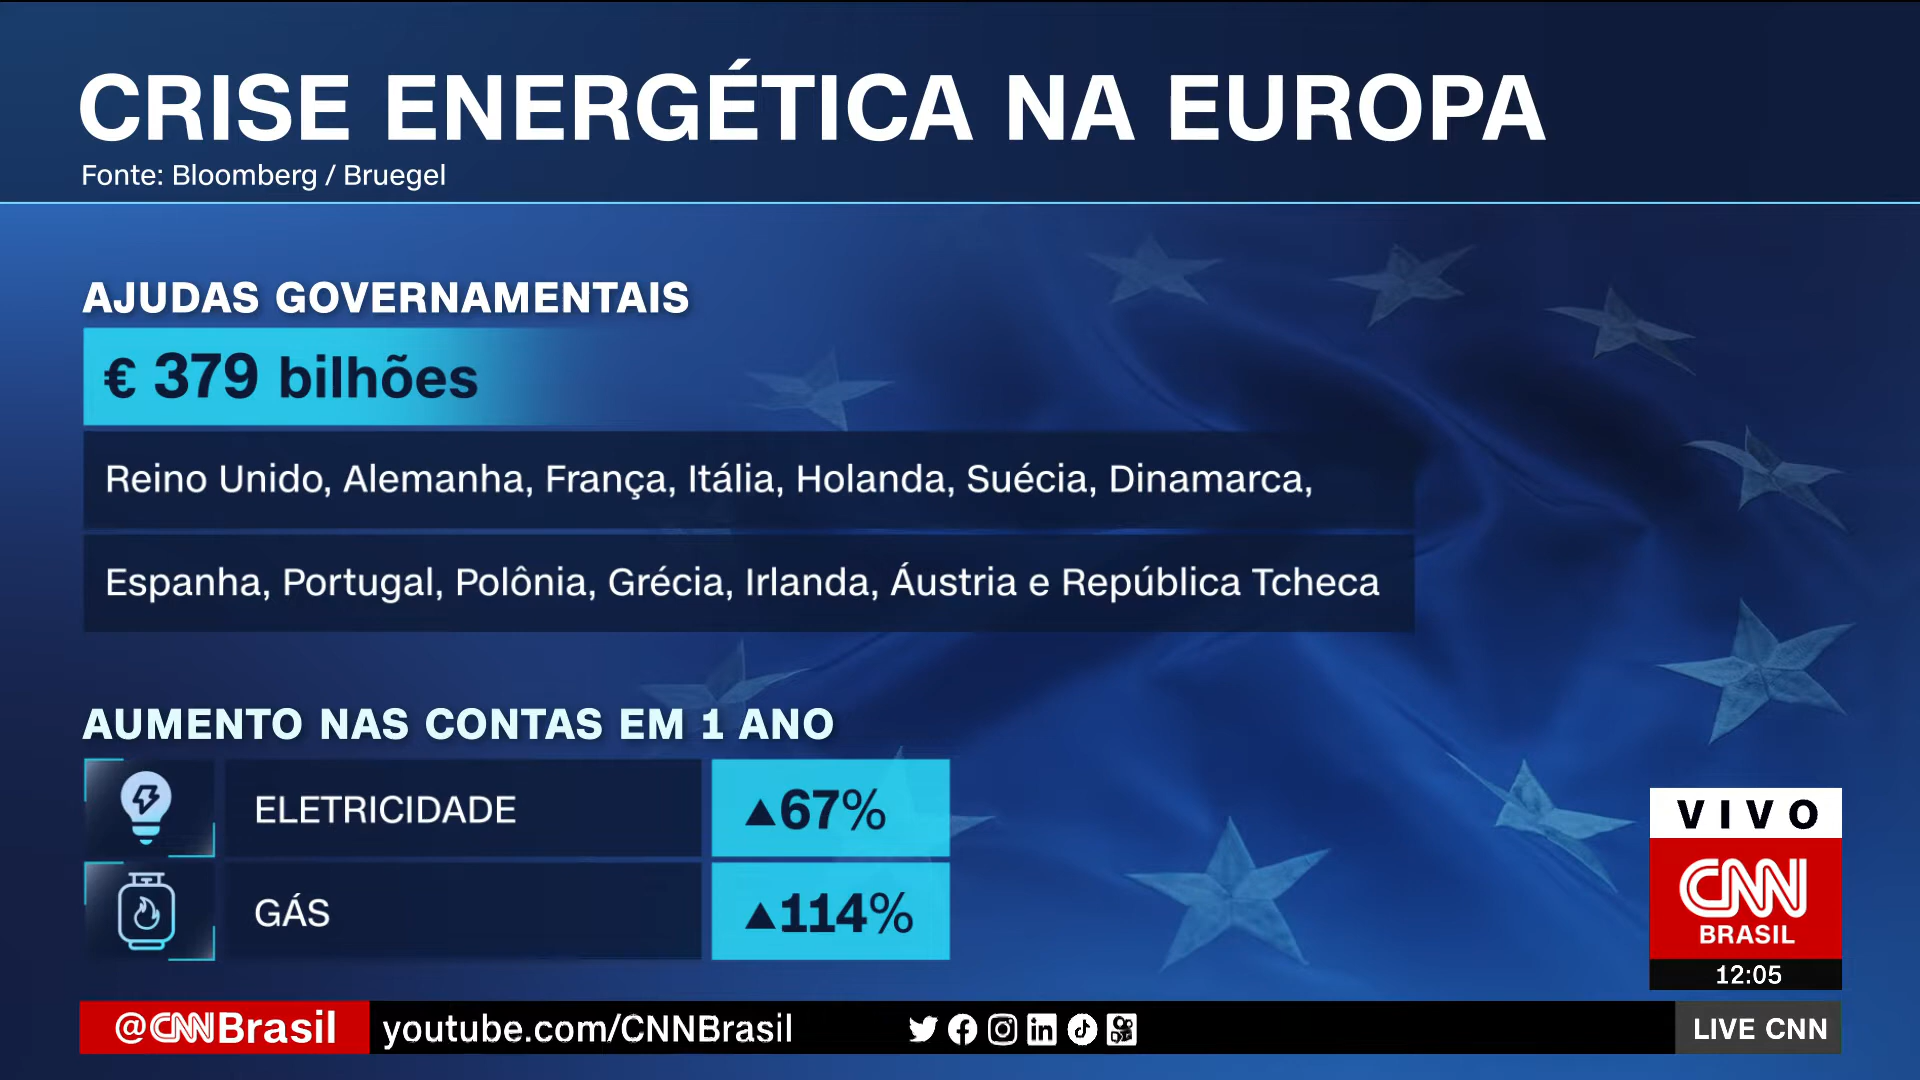 CRISE ENERGÉTICA NA EUROPA
Fonte: Bloomberg / Bruegel
AJUDAS GOVERNAMENTAIS
€ 379 bilhões
Reino Unido, Alemanha, França, Itália, Holanda, Suécia, Dinamarca,
Espanha, Portugal, Polônia, Grécia, Irlanda, Áustria e República Tcheca
AUMENTO NAS CONTAS EM 1 ANO
ELETRICIDADE ▲67%
GÁS ▲114%
VIVO
CNN
BRASIL
12:05
@CNNBrasil youtube.com/CNNBrasil LIVE CNN